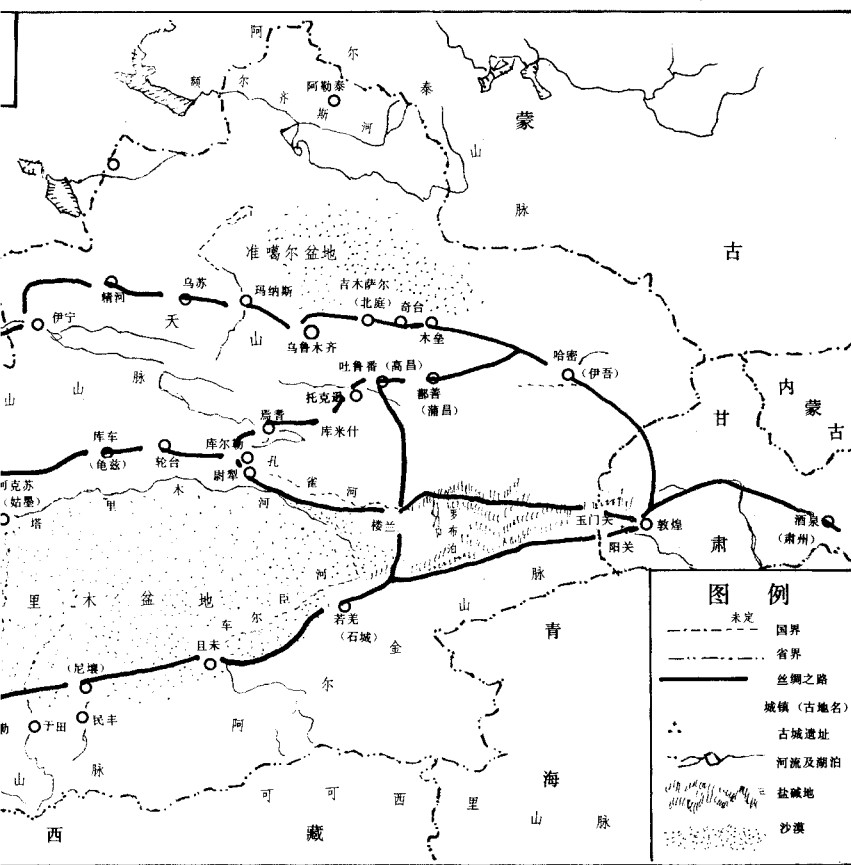 阿
尔
泰
山
脉
额
尔
齐
斯
河
阿勒泰
蒙
古
准噶尔盆地
精河
乌苏
玛纳斯
吉木萨尔
(北庭)
奇台
木垒
伊宁
天
山
乌鲁木齐
哈密
(伊吾)
吐鲁番(高昌)
鄯善
(蒲昌)
托克逊
山
山
脉
焉耆
库米什
库尔勒
尉犁
库车
(龟兹)
轮台
孔
雀
河
阿克苏
(姑墨)
塔
里
木
河
楼兰
罗
布
泊
玉门关
阳关
敦煌
酒泉
(肃州)
甘
肃
内
蒙
古
里木盆地
车
尔
臣
河
若羌
(石城)
且末
(尼壤)
民丰
于田
勒
阿
尔
金
山
脉
青
海
山
脉
西
藏
可
可
西
里
山
脉
图例
未定
国界
省界
丝绸之路
城镇(古地名)
古城遗址
河流及湖泊
盐碱地
沙漠